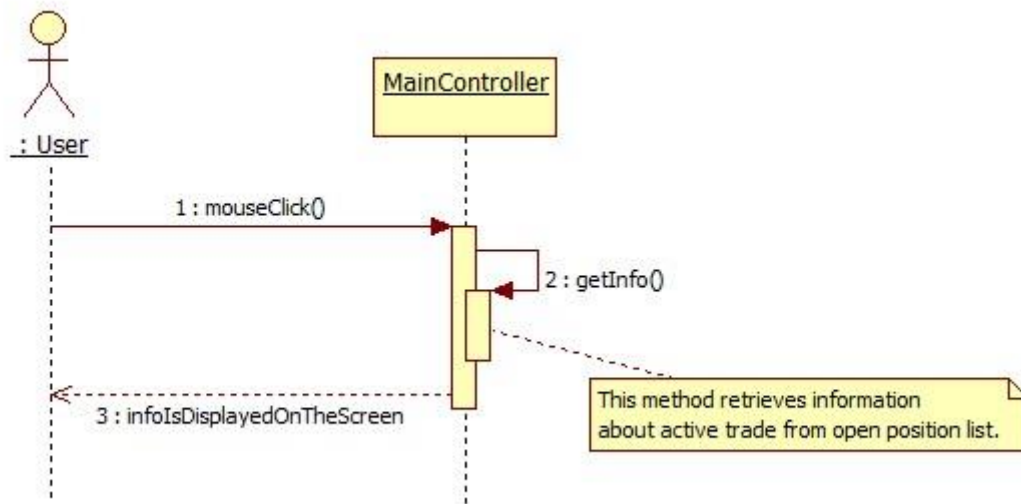 MainController
: User
1 : mouseClick()
2 : getInfo()
3 : infoIsDisplayedOnTheScreen
This method retrieves information
about active trade from open position list.